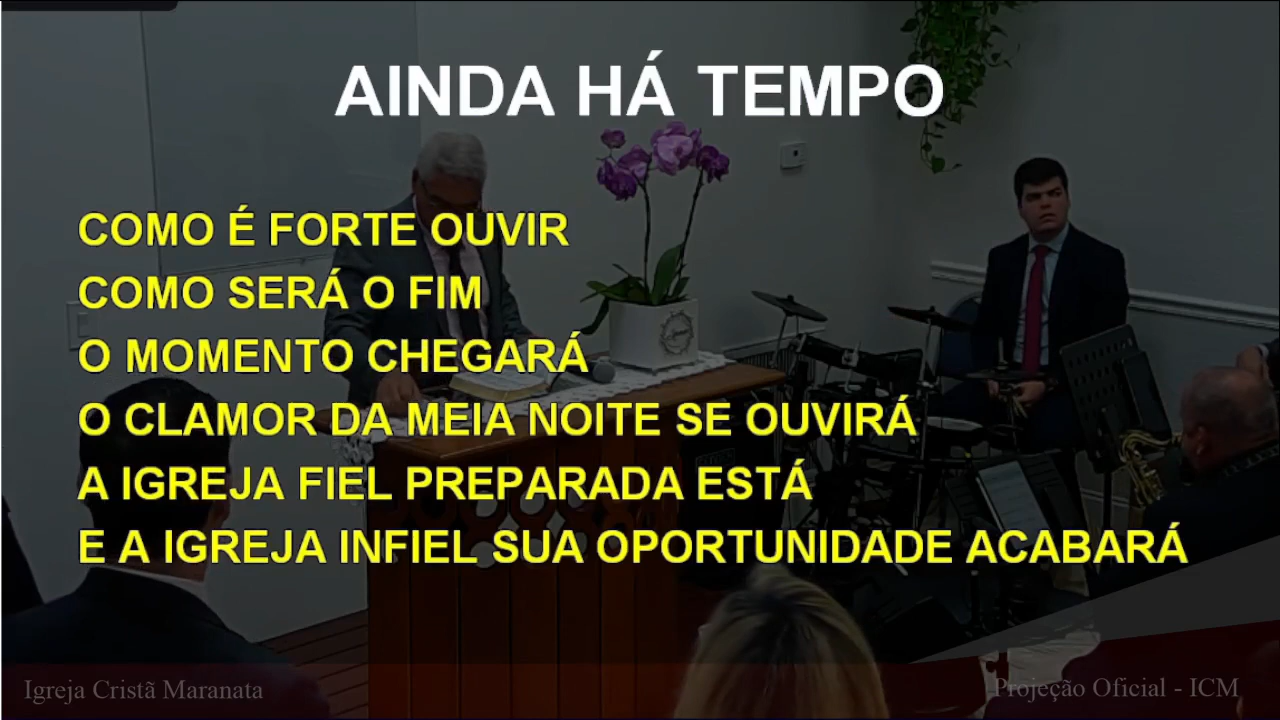 AINDA HÁ TEMPO
COMO É FORTE OUVIR
COMO SERÁ O FIM
O MOMENTO CHEGARÁ
O CLAMOR DA MEIA NOITE SE OUVIRÁ
A IGREJA FIEL PREPARADA ESTÁ
E A IGREJA INFIEL SUA OPORTUNIDADE ACABARÁ
Igreja Cristã Maranata
Projeção Oficial - ICM